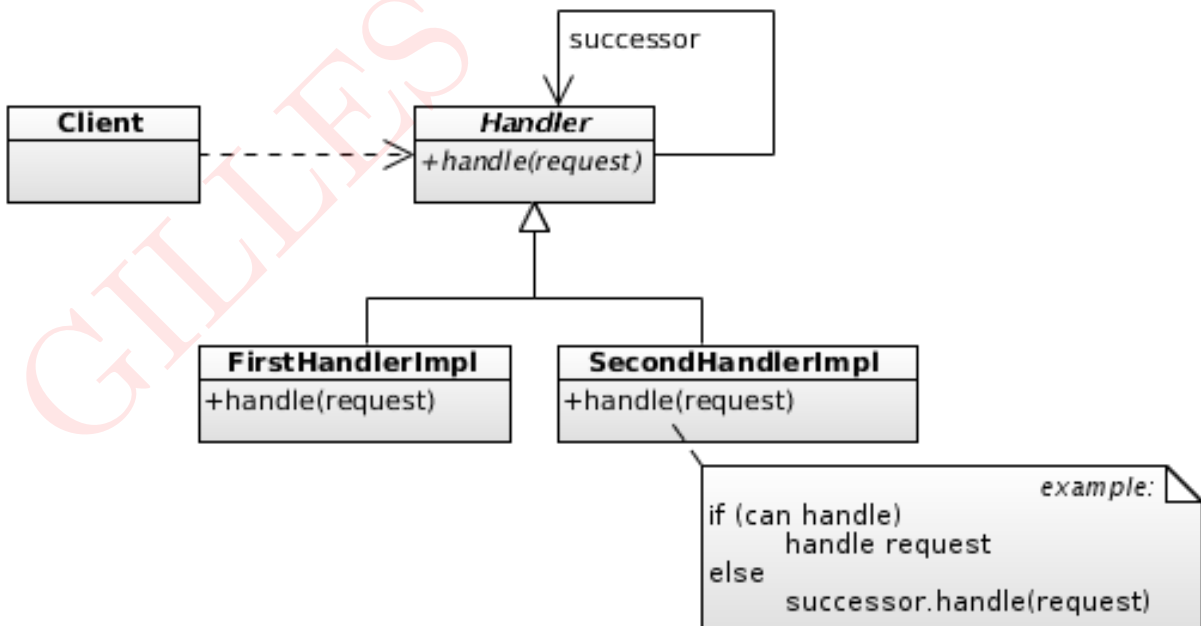 successor
Client
Handler
+handle(request)
GILLES
FirstHandlerImpl
+handle(request)
SecondHandlerImpl
+handle(request)
example:
if (can handle)
handle request
else
successor.handle(request)